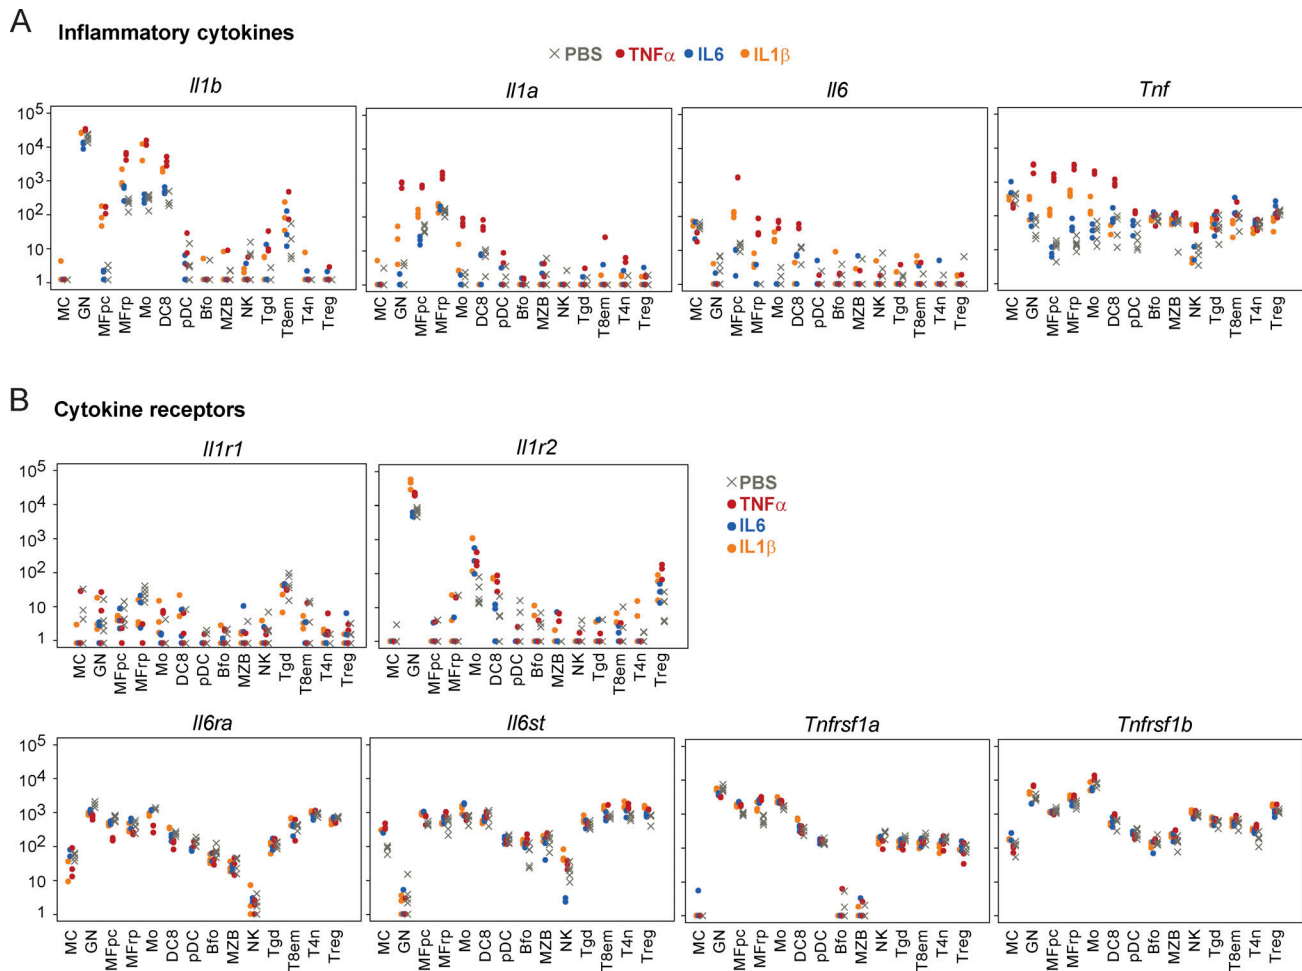 A Inflammatory cytokines
× PBS • TNFα • IL6 • IL1β
Il1b Il1a Il6 Tnf
10⁵
10⁴
10³
10²
10
1
MC GN MFpc MFrp Mo DC8 pDC Bfo MZB NK Tgd T8em T4n Treg
MC GN MFpc MFrp Mo DC8 pDC Bfo MZB NK Tgd T8em T4n Treg
MC GN MFpc MFrp Mo DC8 pDC Bfo MZB NK Tgd T8em T4n Treg
MC GN MFpc MFrp Mo DC8 pDC Bfo MZB NK Tgd T8em T4n Treg
B Cytokine receptors
Il1r1 Il1r2
10⁵
10⁴
10³
10²
10
1
MC GN MFpc MFrp Mo DC8 pDC Bfo MZB NK Tgd T8em T4n Treg
MC GN MFpc MFrp Mo DC8 pDC Bfo MZB NK Tgd T8em T4n Treg
× PBS
• TNFα
• IL6
• IL1β
Il6ra Il6st Tnfrsf1a Tnfrsf1b
10⁵
10⁴
10³
10²
10
1
MC GN MFpc MFrp Mo DC8 pDC Bfo MZB NK Tgd T8em T4n Treg
MC GN MFpc MFrp Mo DC8 pDC Bfo MZB NK Tgd T8em T4n Treg
MC GN MFpc MFrp Mo DC8 pDC Bfo MZB NK Tgd T8em T4n Treg
MC GN MFpc MFrp Mo DC8 pDC Bfo MZB NK Tgd T8em T4n Treg